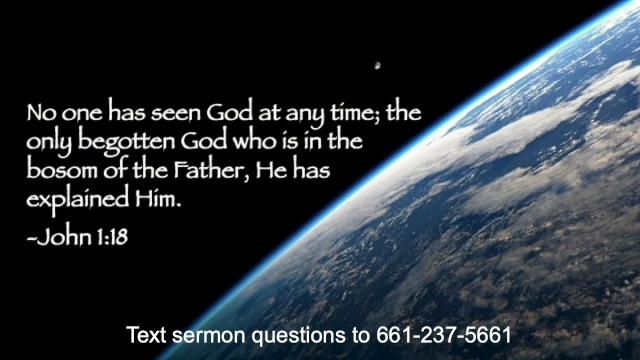 No one has seen God at any time; the
only begotten God who is in the
bosom of the Father, He has
explained Him.
-John 1:18
Text sermon questions to 661-237-5661